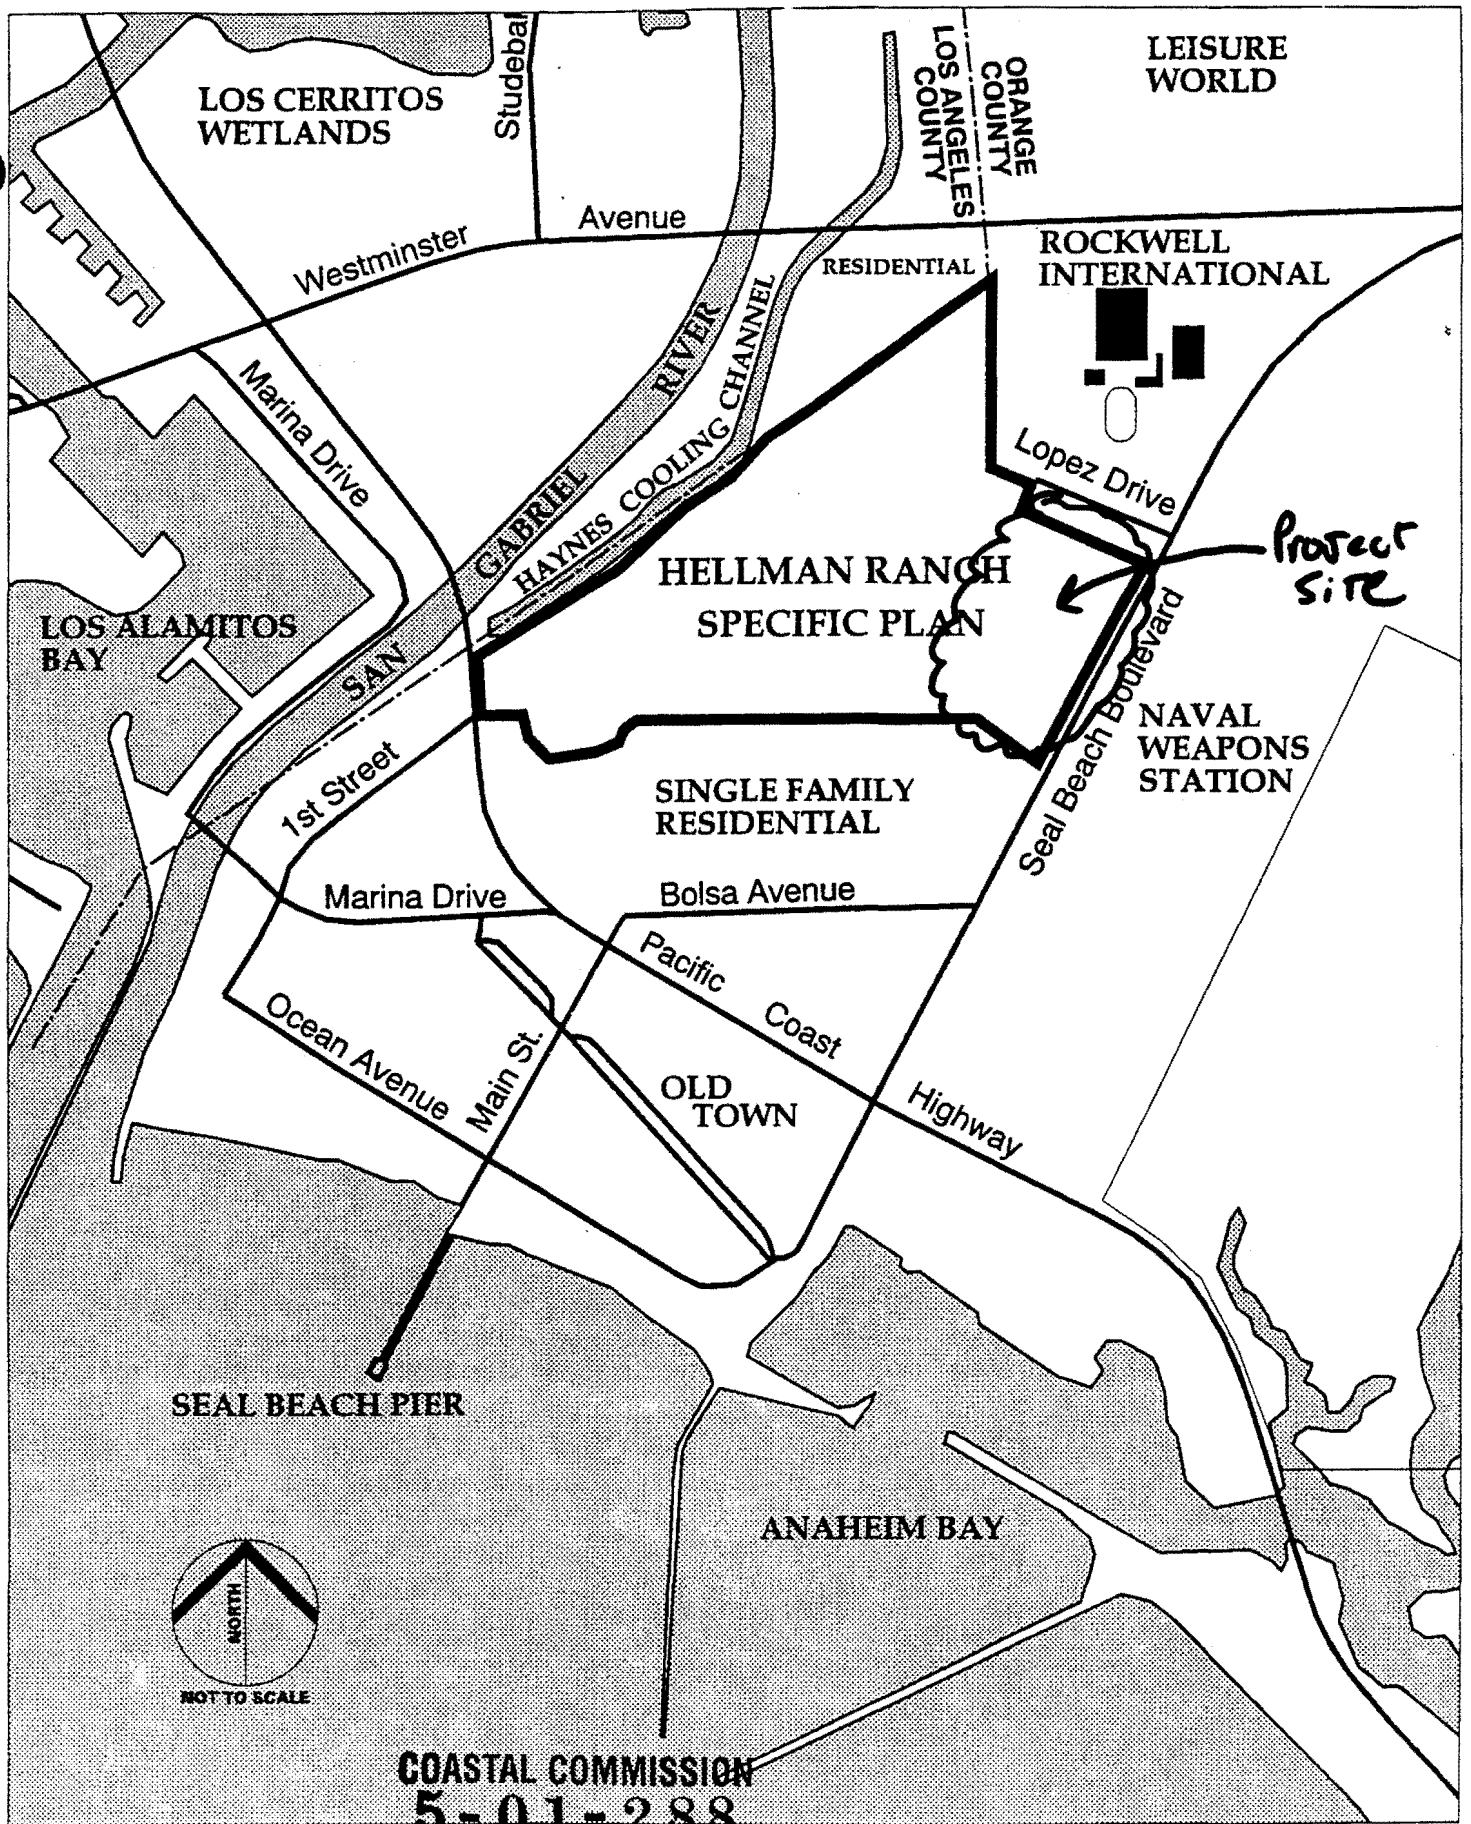 Studebak
LOS CERRITOS
WETLANDS
LOS ANGELES
COUNTY
ORANGE
COUNTY
LEISURE
WORLD
Westminster
Avenue
RESIDENTIAL
ROCKWELL
INTERNATIONAL
Marina Drive
SAN GABRIEL RIVER
HAYNES COOLING CHANNEL
Lopez Drive
HELLMAN RANCH
SPECIFIC PLAN
Project
Site
LOS ALAMITOS
BAY
Seal Beach Boulevard
NAVAL
WEAPONS
STATION
1st Street
SINGLE FAMILY
RESIDENTIAL
Marina Drive
Bolsa Avenue
Pacific Coast Highway
Ocean Avenue
Main St.
OLD
TOWN
SEAL BEACH PIER
ANAHEIM BAY
NORTH
NOT TO SCALE
COASTAL COMMISSION
5-01-288